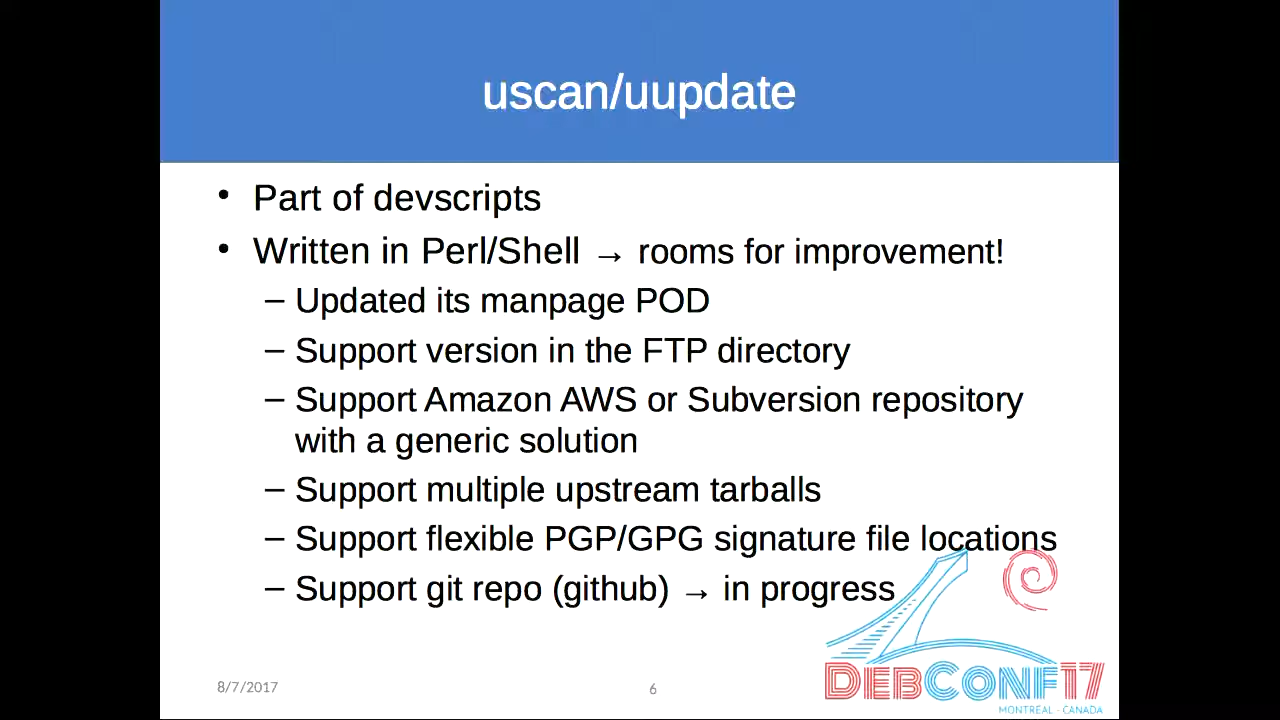 uscan/uupdate
• Part of devscripts
• Written in Perl/Shell → rooms for improvement!
– Updated its manpage POD
– Support version in the FTP directory
– Support Amazon AWS or Subversion repository
with a generic solution
– Support multiple upstream tarballs
– Support flexible PGP/GPG signature file locations
– Support git repo (github) → in progress
8/7/2017
6
DEBCONF17
MONTREAL · CANADA